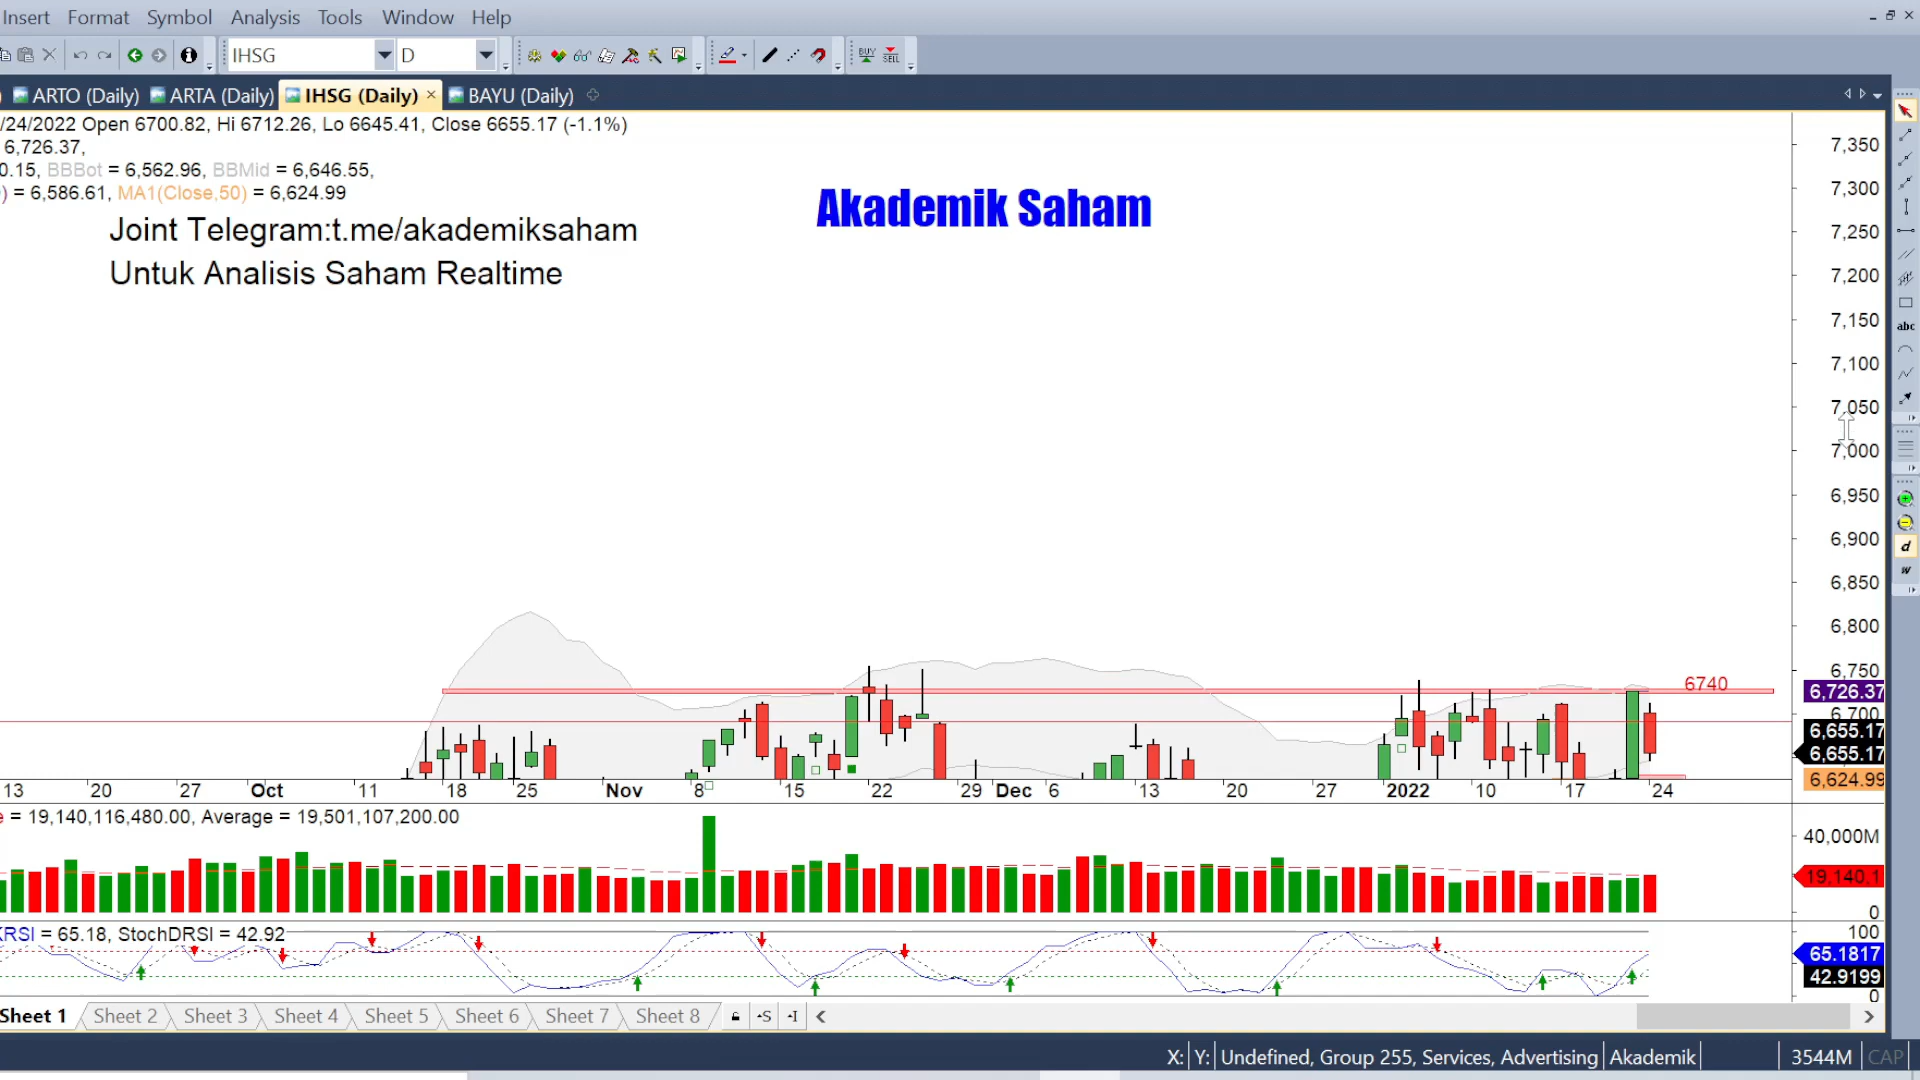 Insert Format Symbol Analysis Tools Window Help
IHSG D BUY SELL
ARTO (Daily) ARTA (Daily) IHSG (Daily) × BAYU (Daily)
/24/2022 Open 6700.82, Hi 6712.26, Lo 6645.41, Close 6655.17 (-1.1%)
6,726.37,
0.15, BBBot = 6,562.96, BBMid = 6,646.55,
) = 6,586.61, MA1(Close,50) = 6,624.99
Joint Telegram:t.me/akademiksaham
Untuk Analisis Saham Realtime
Akademik Saham
7,350
7,300
7,250
7,200
7,150
7,100
7,050
7,000
6,950
6,900
6,850
6,800
6,750
6740
6,726.37
6,700
6,655.17
6,655.17
6,624.99
abc
d
w
13 20 27 Oct 11 18 25 Nov 8 15 22 29 Dec 6 13 20 27 2022 10 17 24
= 19,140,116,480.00, Average = 19,501,107,200.00
40,000M
19,140,1
0
KRSI = 65.18, StochDRSI = 42.92
100
65.1817
42.9199
0
Sheet 1 Sheet 2 Sheet 3 Sheet 4 Sheet 5 Sheet 6 Sheet 7 Sheet 8 S I
X: Y: Undefined, Group 255, Services, Advertising Akademik 3544M CAP